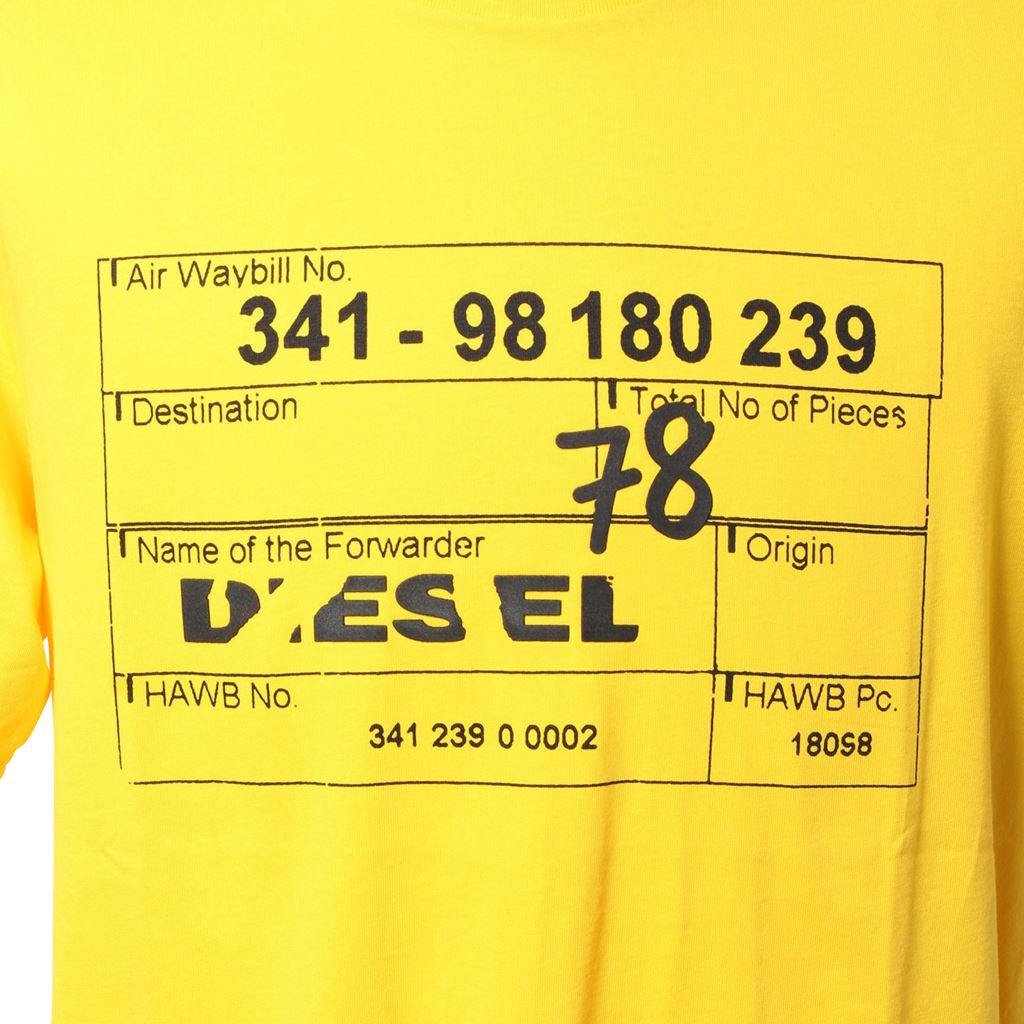 Air Waybill No.
341 - 98 180 239
Destination
Total No of Pieces
78
Name of the Forwarder
DIESEL
Origin
HAWB No.
341 239 0 0002
HAWB Pc.
18098